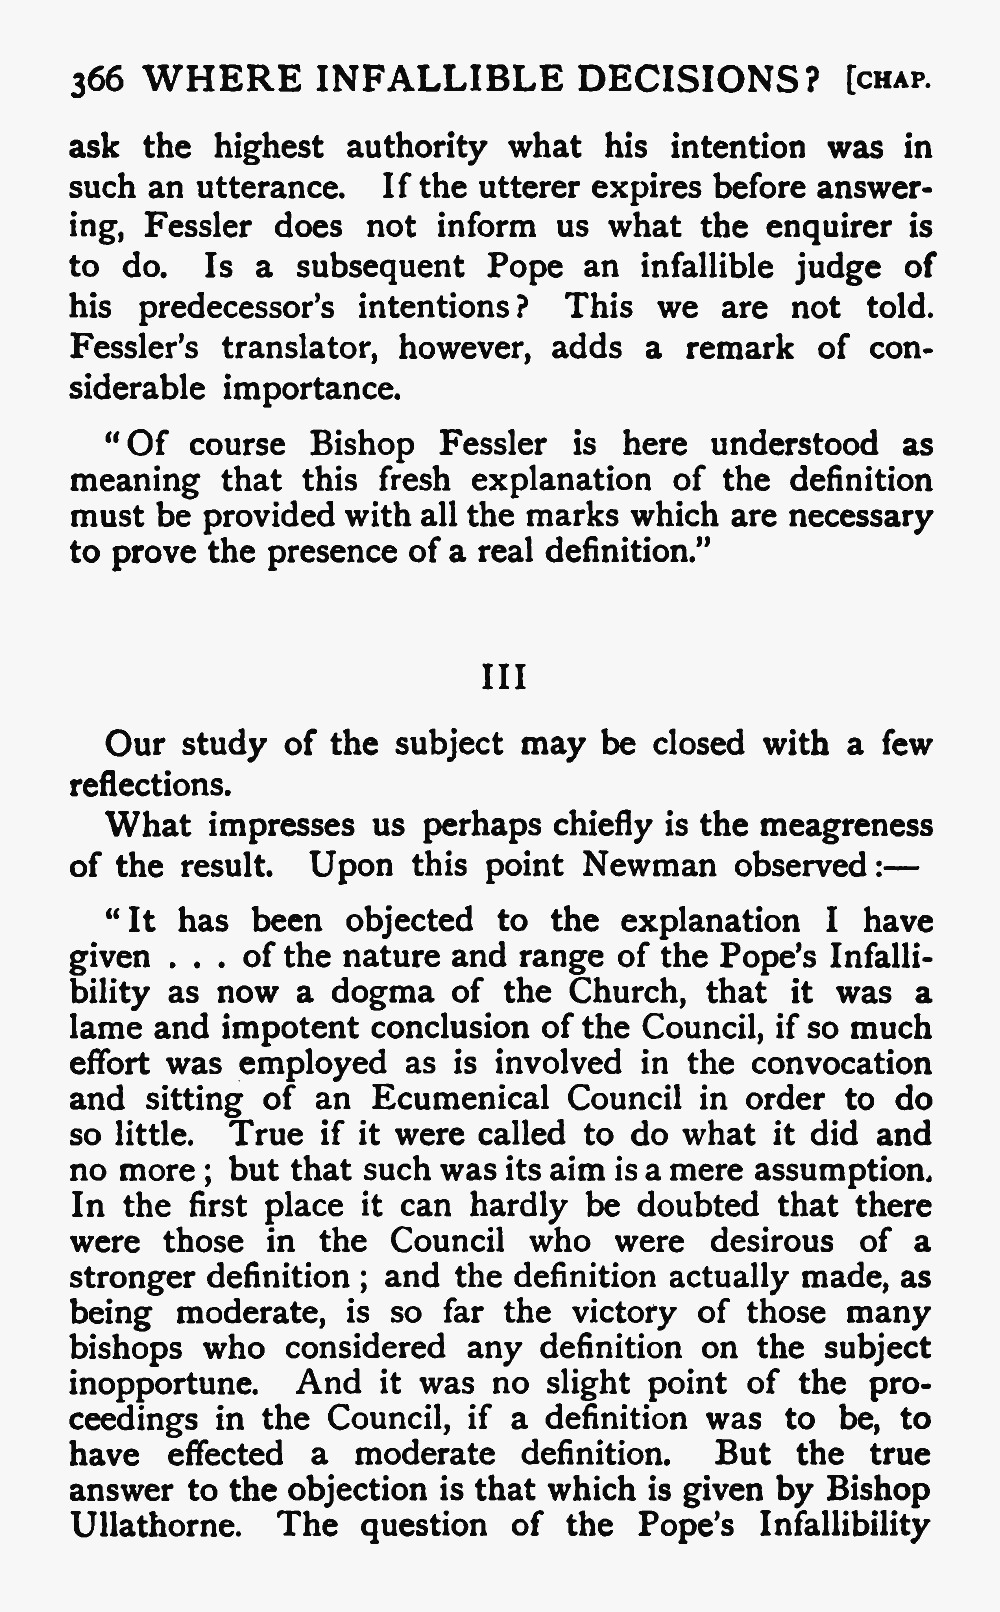 366 WHERE INFALLIBLE DECISIONS? [CHAP.
ask the highest authority what his intention was in
such an utterance. If the utterer expires before answer-
ing, Fessler does not inform us what the enquirer is
to do. Is a subsequent Pope an infallible judge of
his predecessor's intentions? This we are not told.
Fessler's translator, however, adds a remark of con-
siderable importance.
"Of course Bishop Fessler is here understood as
meaning that this fresh explanation of the definition
must be provided with all the marks which are necessary
to prove the presence of a real definition."
III
Our study of the subject may be closed with a few
reflections.
What impresses us perhaps chiefly is the meagreness
of the result. Upon this point Newman observed:—
"It has been objected to the explanation I have
given . . . of the nature and range of the Pope's Infalli-
bility as now a dogma of the Church, that it was a
lame and impotent conclusion of the Council, if so much
effort was employed as is involved in the convocation
and sitting of an Ecumenical Council in order to do
so little. True if it were called to do what it did and
no more; but that such was its aim is a mere assumption.
In the first place it can hardly be doubted that there
were those in the Council who were desirous of a
stronger definition; and the definition actually made, as
being moderate, is so far the victory of those many
bishops who considered any definition on the subject
inopportune. And it was no slight point of the pro-
ceedings in the Council, if a definition was to be, to
have effected a moderate definition. But the true
answer to the objection is that which is given by Bishop
Ullathorne. The question of the Pope's Infallibility